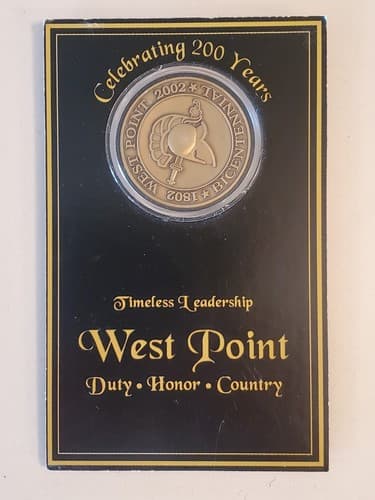 Celebrating 200 Years
WEST POINT 2002 ★ BICENTENNIAL ★ 1802
Timeless Leadership
West Point
Duty • Honor • Country